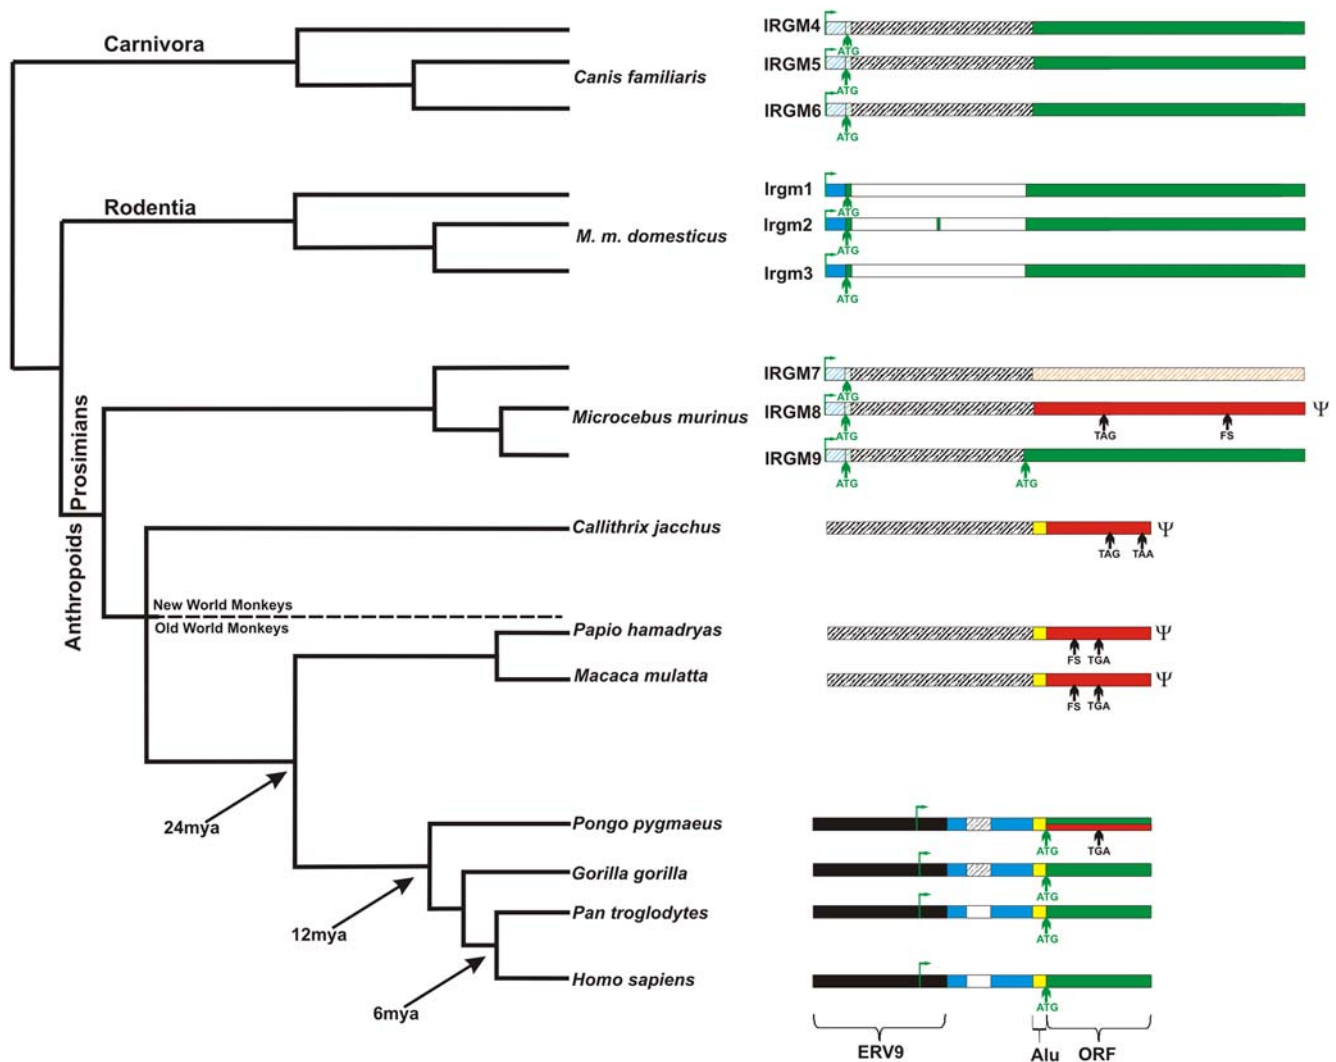 Carnivora
Canis familiaris
IRGM4
ATG
IRGM5
ATG
IRGM6
ATG
Rodentia
M. m. domesticus
Irgm1
ATG
Irgm2
ATG
Irgm3
ATG
Prosimians
Anthropoids
Microcebus murinus
IRGM7
ATG
IRGM8 Ψ
ATG TAG FS
IRGM9
ATG ATG
Callithrix jacchus Ψ
TAG TAA
New World Monkeys
Old World Monkeys
Papio hamadryas Ψ
FS TGA
Macaca mulatta Ψ
FS TGA
24mya
Pongo pygmaeus
ATG TGA
Gorilla gorilla
ATG
12mya
Pan troglodytes
ATG
6mya
Homo sapiens
ATG
ERV9 Alu ORF